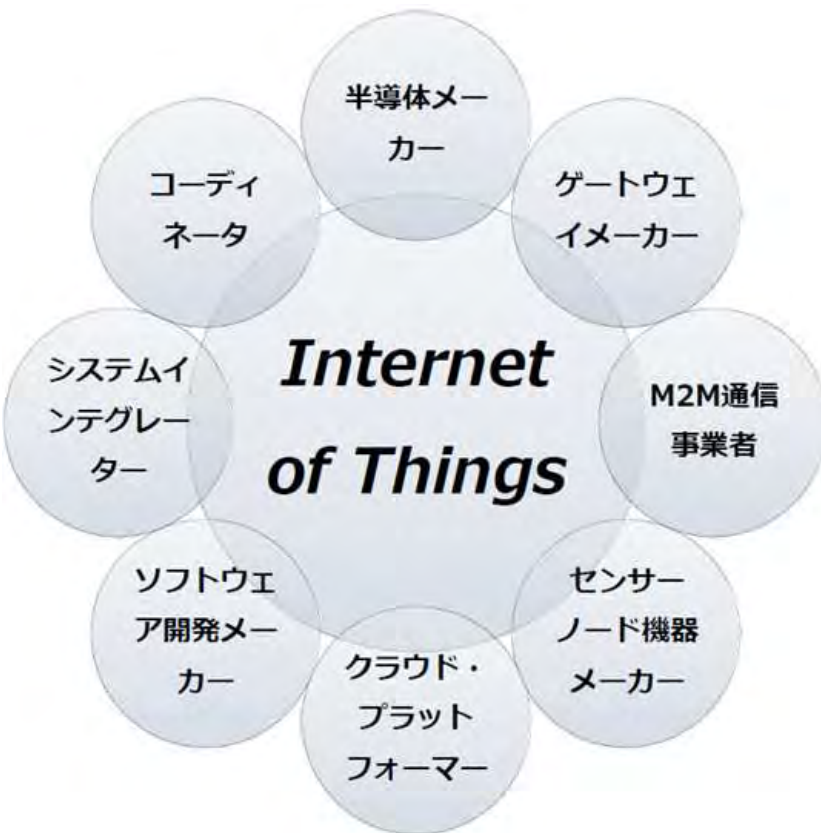 半導体メー
カー
ゲートウェ
イメーカー
M2M通信
事業者
センサー
ノード機器
メーカー
クラウド・
プラット
フォーマー
ソフトウェ
ア開発メー
カー
システムイ
ンテグレー
ター
コーディ
ネータ
Internet
of Things